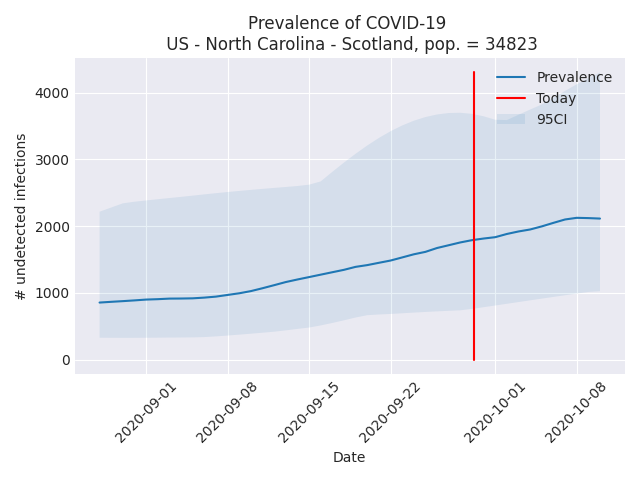 Prevalence of COVID-19
US - North Carolina - Scotland, pop. = 34823
Prevalence
Today
95CI
# undetected infections
4000
3000
2000
1000
0
2020-09-01
2020-09-08
2020-09-15
2020-09-22
2020-10-01
2020-10-08
Date